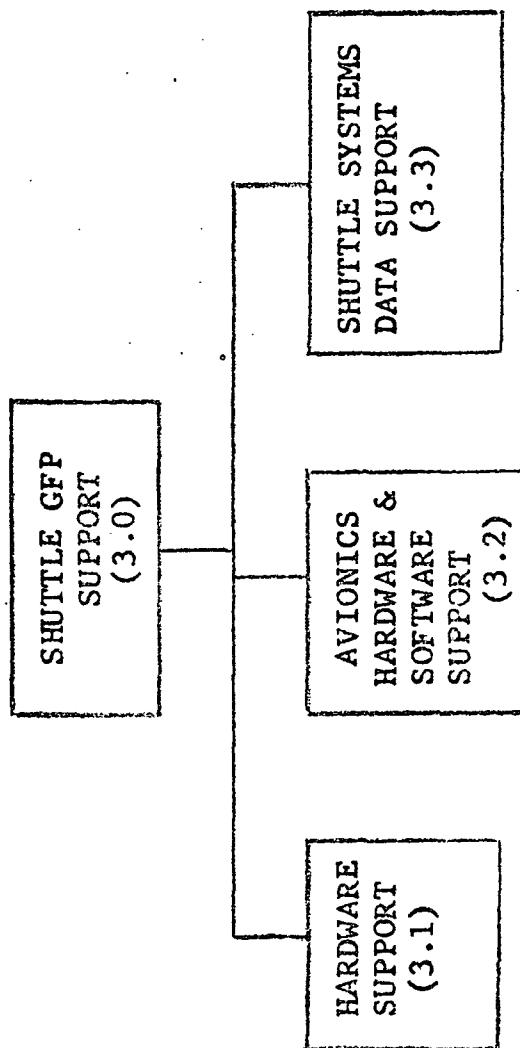 SHUTTLE GFP
SUPPORT
(3.0)
HARDWARE
SUPPORT
(3.1)
AVIONICS
HARDWARE &
SOFTWARE
SUPPORT
(3.2)
SHUTTLE SYSTEMS
DATA SUPPORT
(3.3)